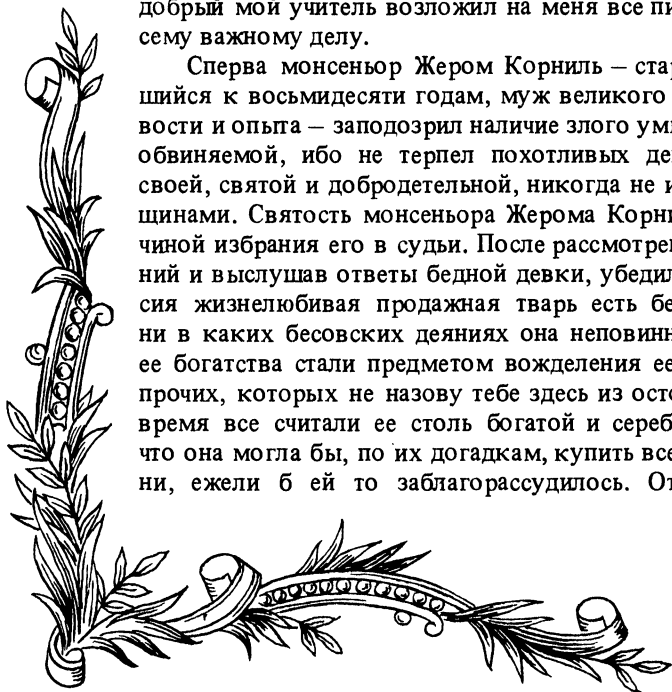 добрый мой учитель возложил на меня все пи
сему важному делу.
Сперва монсеньор Жером Корниль – стар
шийся к восьмидесяти годам, муж великого
вости и опыта – заподозрил наличие злого умы
обвиняемой, ибо не терпел похотливых де
своей, святой и добродетельной, никогда не и
щинами. Святость монсеньора Жерома Корни
чиной избрания его в судьи. После рассмотрен
ний и выслушав ответы бедной девки, убедил
сия жизнелюбивая продажная тварь есть бе
ни в каких бесовских деяниях она неповинн
ее богатства стали предметом вожделения ее
прочих, которых не назову тебе здесь из осто
время все считали ее столь богатой и сереб
что она могла бы, по их догадкам, купить все
ни, ежели б ей то заблагорассудилось. От